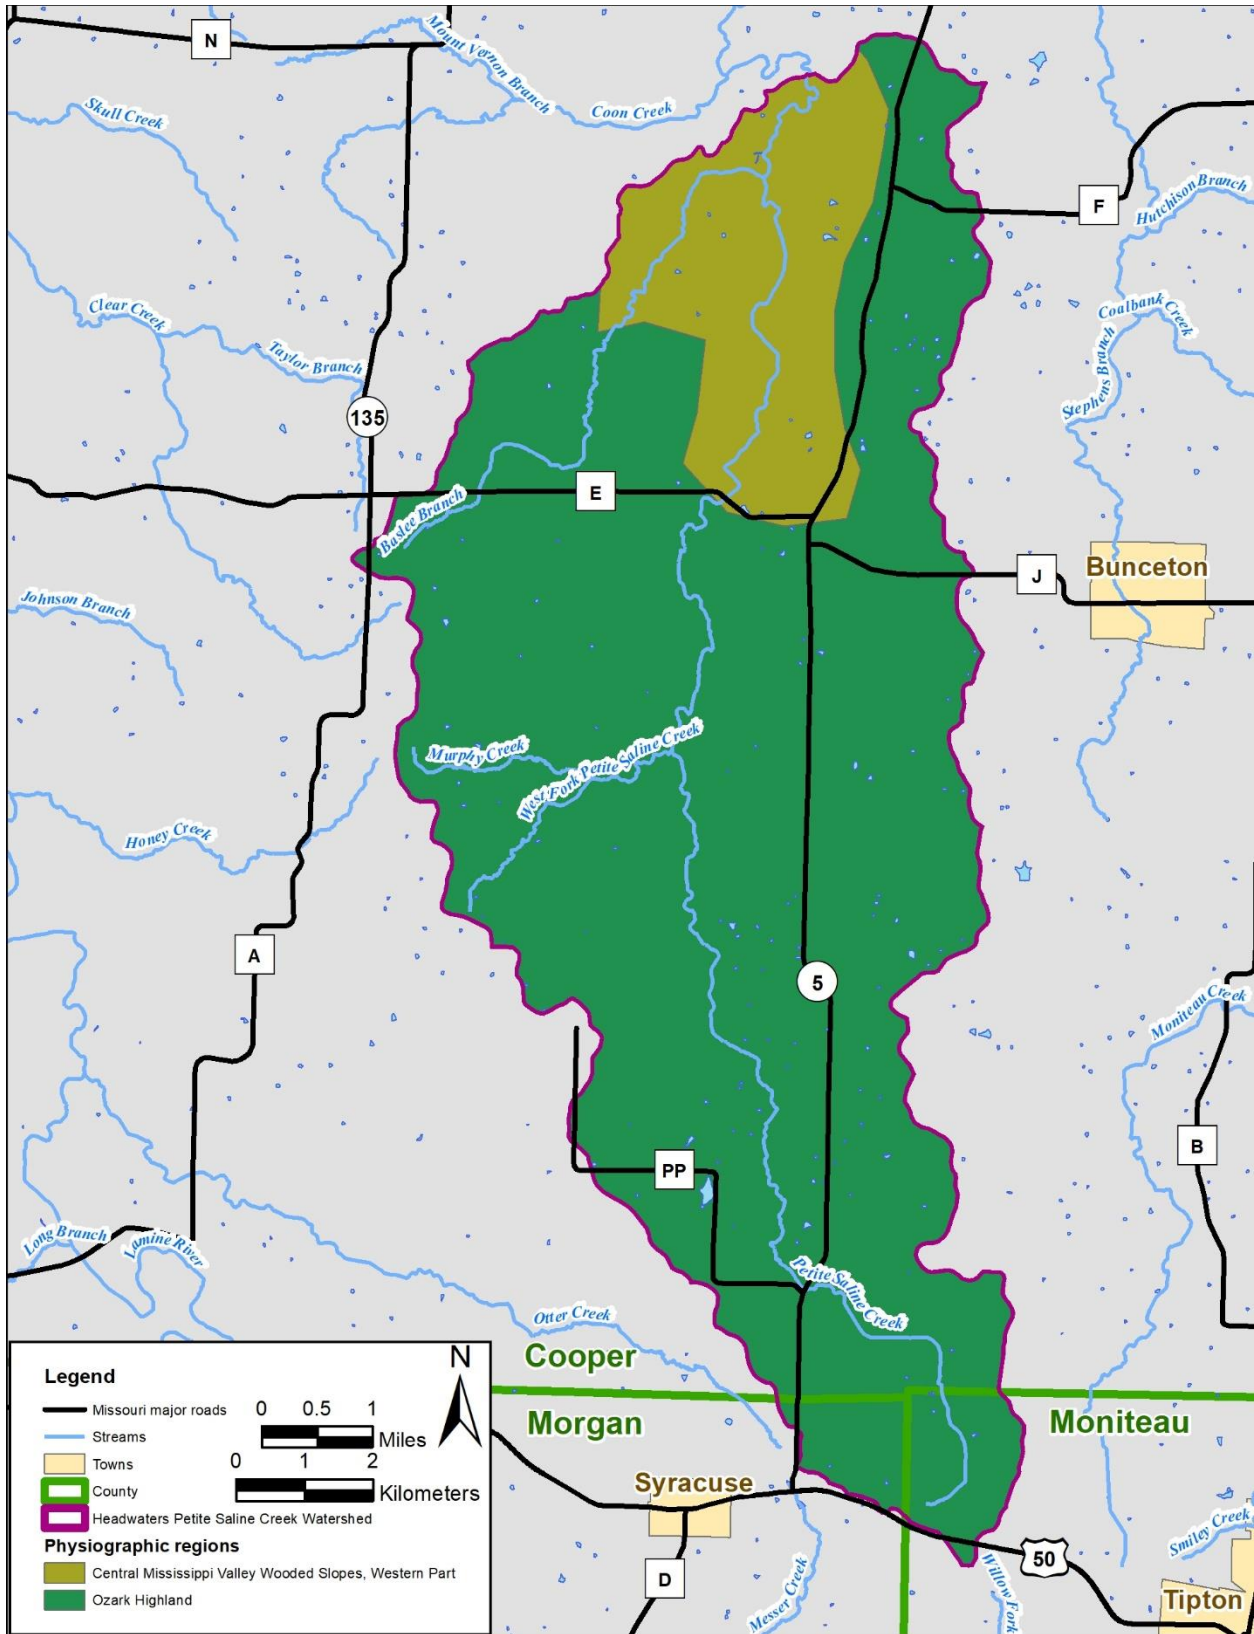 N
Mount Vernon Branch
Skull Creek
Coon Creek
F
Hutchison Branch
Clear Creek
Taylor Branch
Coalbank Creek
Stephens Branch
135
E
Baslee Branch
Bunceton
J
Johnson Branch
Murphy Creek
West Fork Petite Saline Creek
Honey Creek
A
5
Moniteau Creek
B
PP
Long Branch
Lamine River
Petite Saline Creek
Otter Creek
Cooper
Morgan
Moniteau
Syracuse
D
Messer Creek
50
Willow Fork
Smiley Creek
Tipton
Legend
N
Missouri major roads
0 0.5 1
Miles
Streams
Towns
0 1 2
Kilometers
County
Headwaters Petite Saline Creek Watershed
Physiographic regions
Central Mississippi Valley Wooded Slopes, Western Part
Ozark Highland